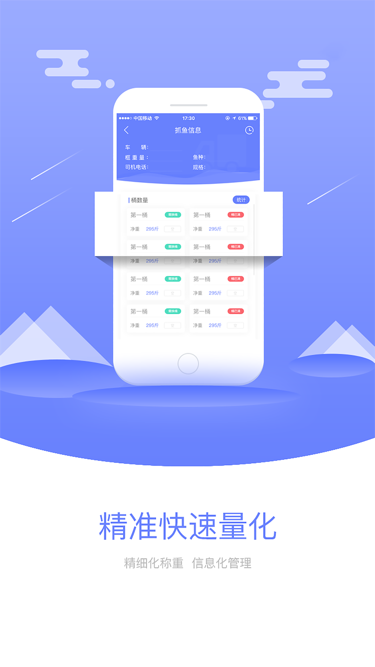 中国移动 17:30 61%
抓鱼信息
车　　辆：
框 重 量： 鱼种：
司机电话： 规格：
桶数量 统计
第一桶 第一桶
净重 295斤 净重 295斤
第一桶 第一桶
净重 295斤 净重 295斤
第一桶 第一桶
净重 295斤 净重 295斤
第一桶 第一桶
净重 295斤 净重 295斤
精准快速量化
精细化称重 信息化管理